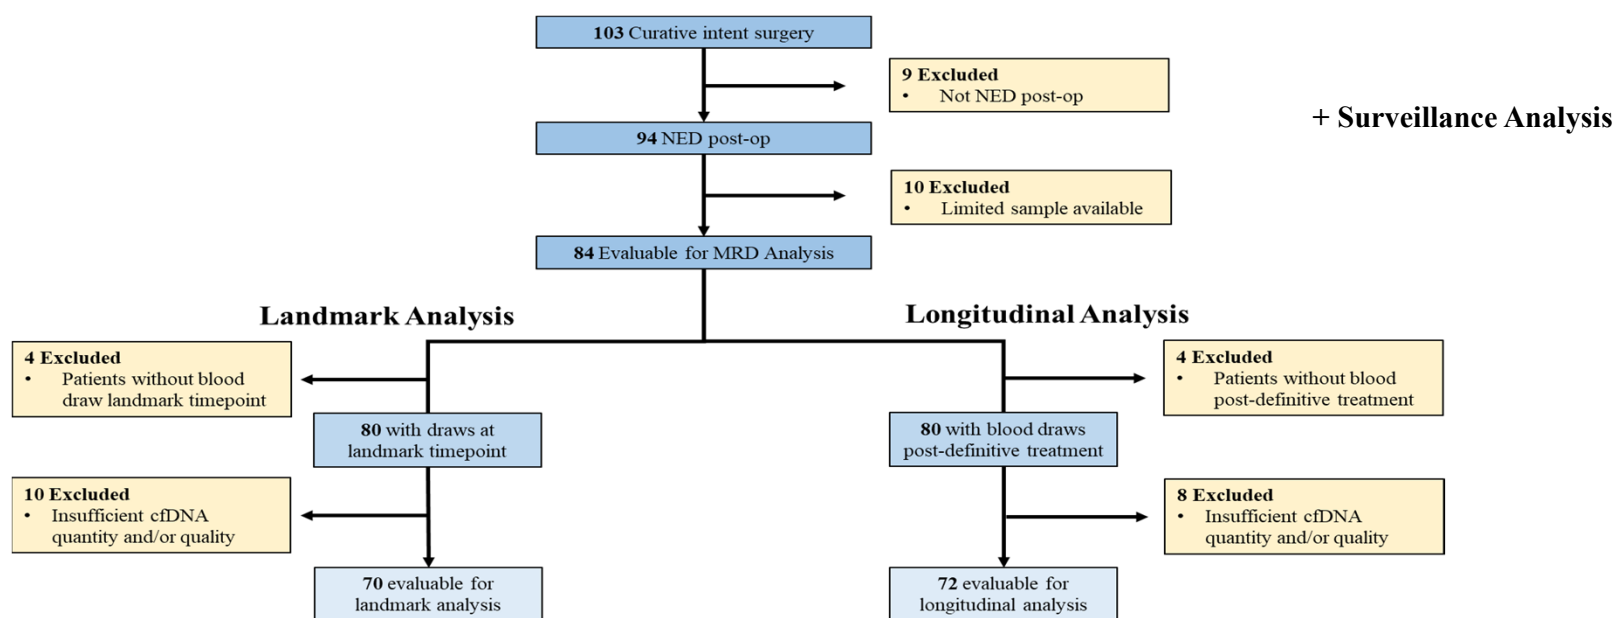 103 Curative intent surgery
9 Excluded
• Not NED post-op
+ Surveillance Analysis
94 NED post-op
10 Excluded
• Limited sample available
84 Evaluable for MRD Analysis
Landmark Analysis
Longitudinal Analysis
4 Excluded
• Patients without blood
draw landmark timepoint
4 Excluded
• Patients without blood
post-definitive treatment
80 with draws at
landmark timepoint
80 with blood draws
post-definitive treatment
10 Excluded
• Insufficient cfDNA
quantity and/or quality
8 Excluded
• Insufficient cfDNA
quantity and/or quality
70 evaluable for
landmark analysis
72 evaluable for
longitudinal analysis